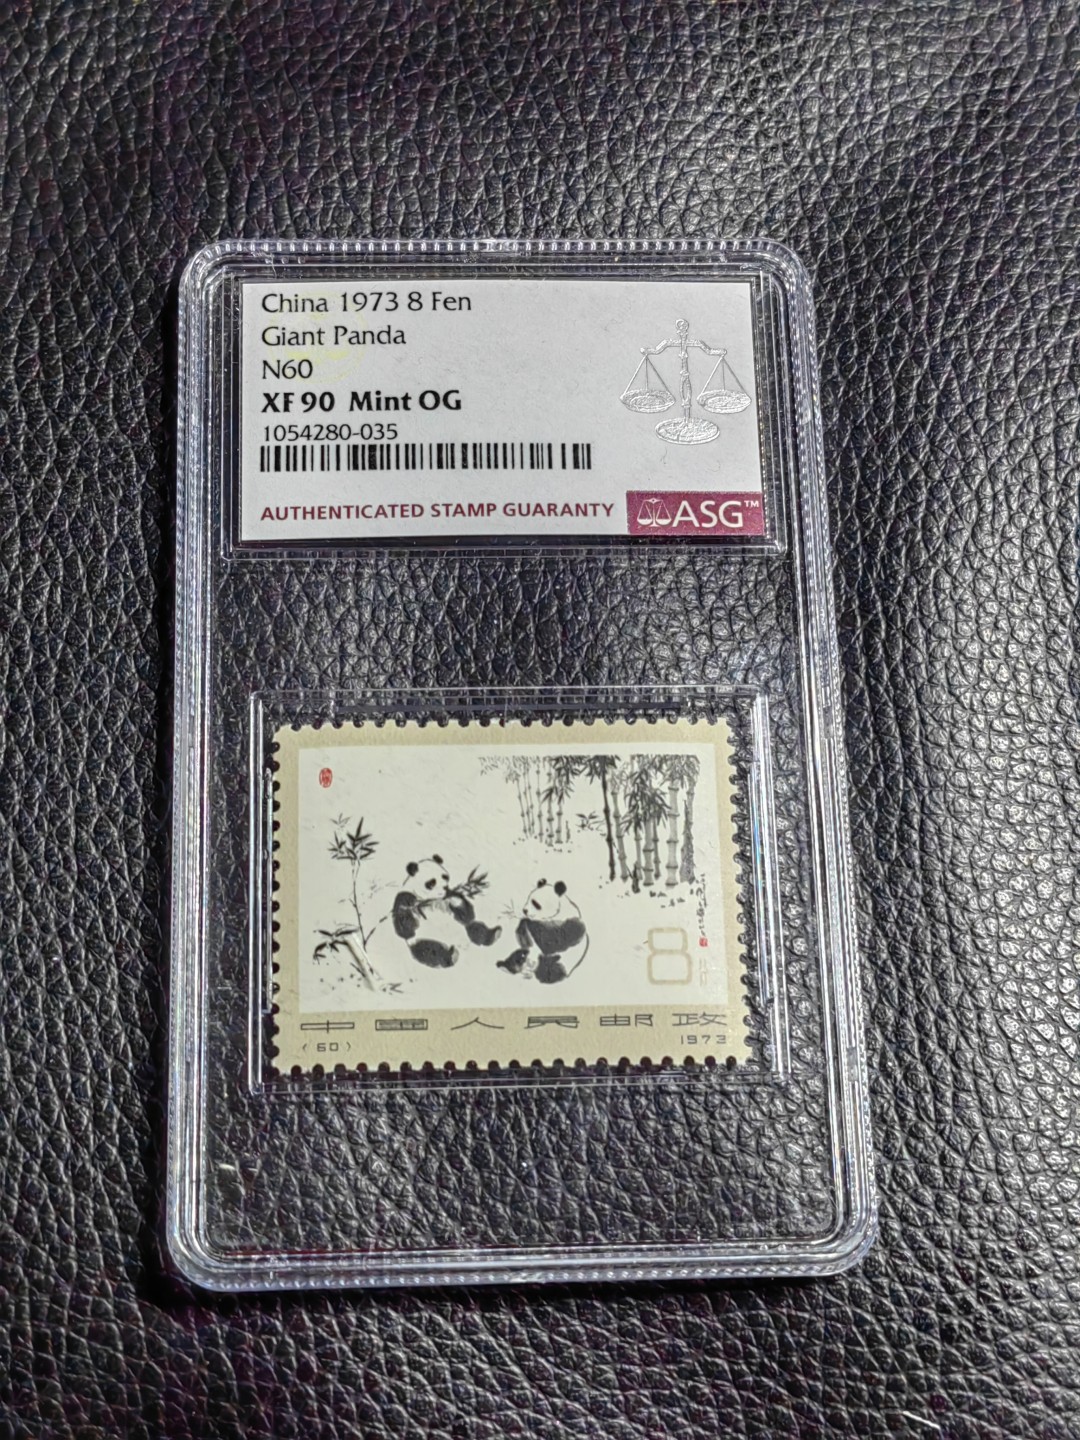 China 1973 8 Fen
Giant Panda
N60
XF 90 Mint OG
1054280-035
AUTHENTICATED STAMP GUARANTY
ASG™
8
中国人民邮政
(60)
1973